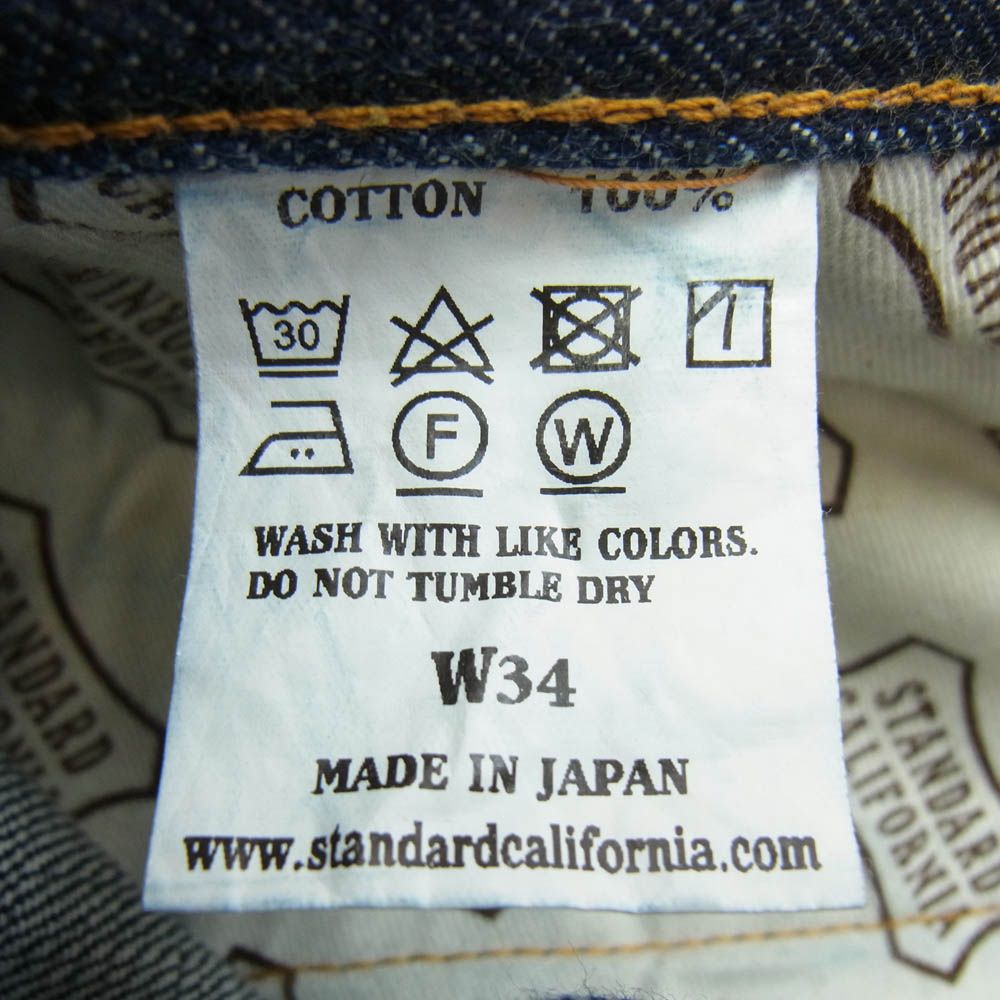 COTTON 100%
30
F W
WASH WITH LIKE COLORS.
DO NOT TUMBLE DRY
W34
MADE IN JAPAN
www.standardcalifornia.com
STANDARD
STANDARD
CALIFORNIA